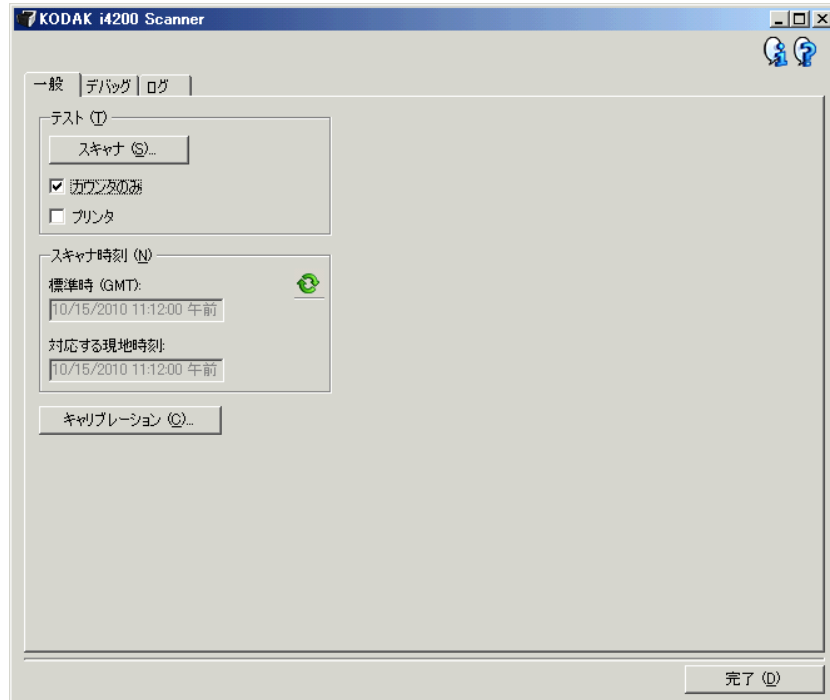 KODAK i4200 Scanner
一般 デバッグ ログ
テスト (T)
スキャナ (S)...
カウンタのみ
プリンタ
スキャナ時刻 (N)
標準時 (GMT):
10/15/2010 11:12:00 午前
対応する現地時刻:
10/15/2010 11:12:00 午前
キャリブレーション (C)...
完了 (D)